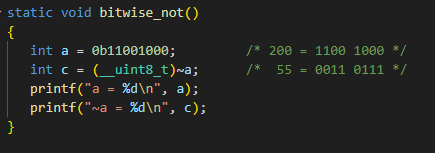 static void bitwise_not()
{
int a = 0b11001000; /* 200 = 1100 1000 */
int c = (__uint8_t)~a; /* 55 = 0011 0111 */
printf("a = %d\n", a);
printf("~a = %d\n", c);
}